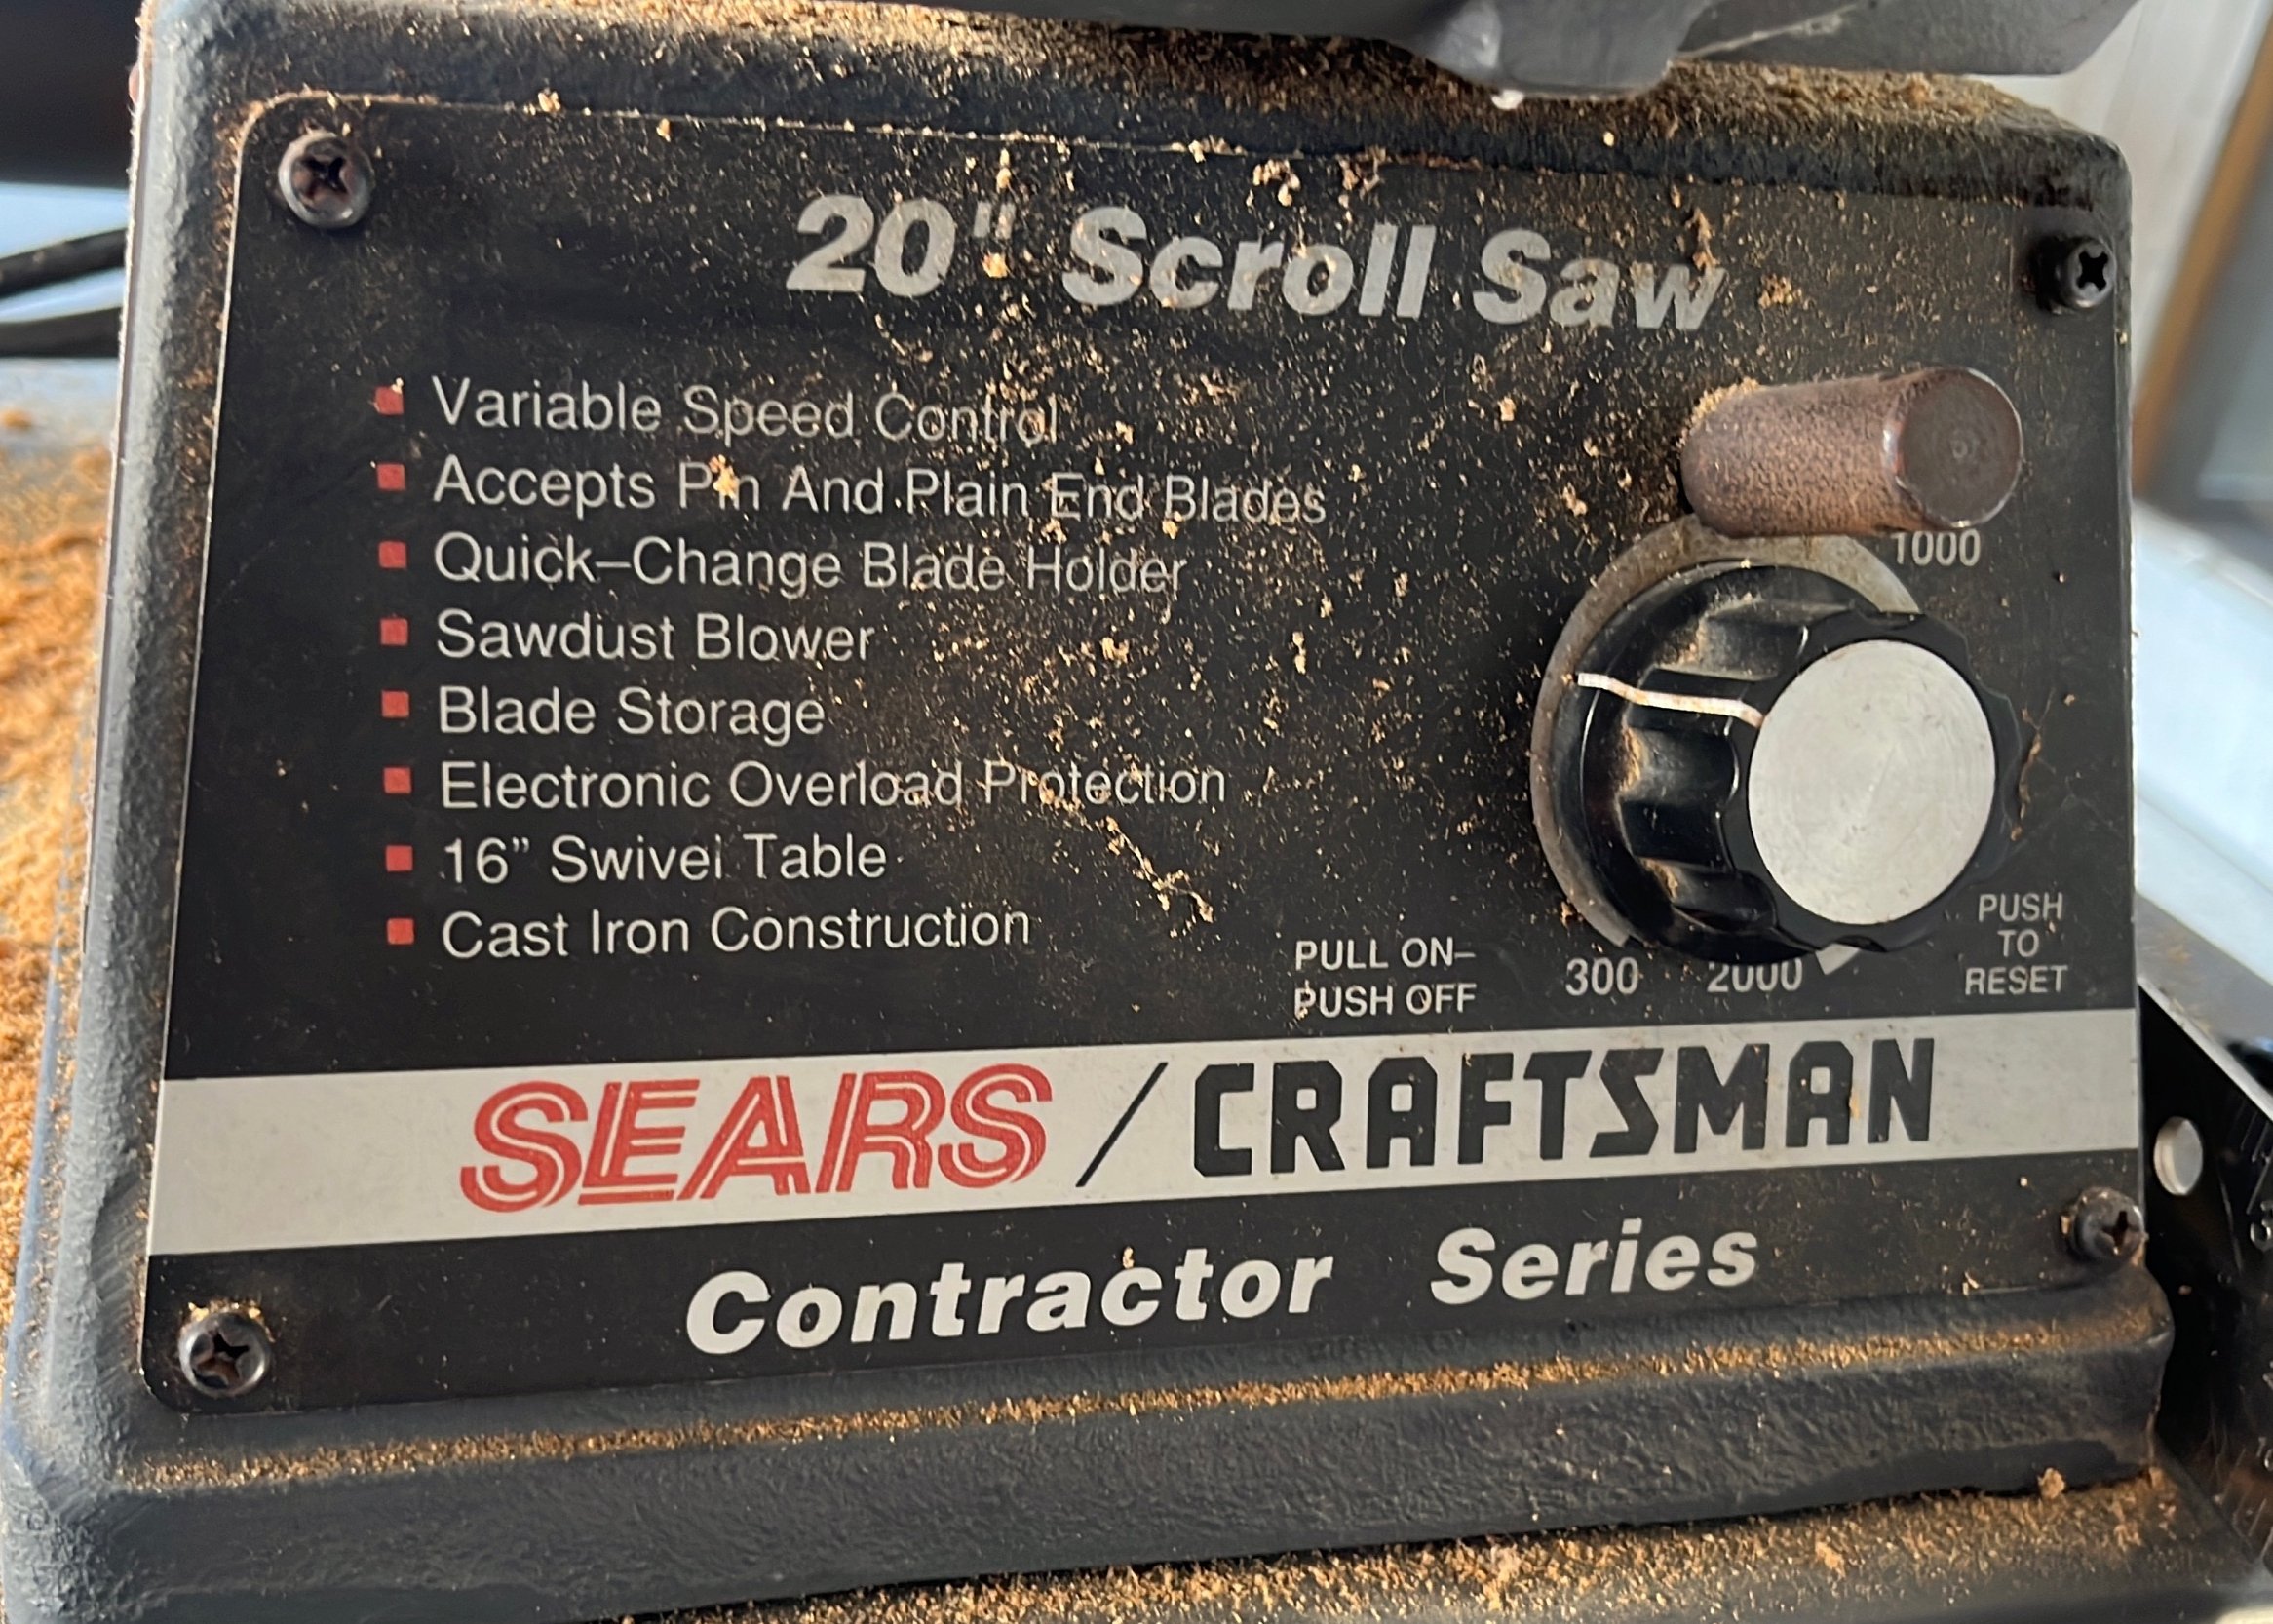 20" Scroll Saw
Variable Speed Control
Accepts Pin And Plain End Blades
Quick–Change Blade Holder
Sawdust Blower
Blade Storage
Electronic Overload Protection
16” Swivel Table
Cast Iron Construction
1000
PULL ON–
PUSH OFF
300
2000
PUSH
TO
RESET
SEARS / CRAFTSMAN
Contractor Series